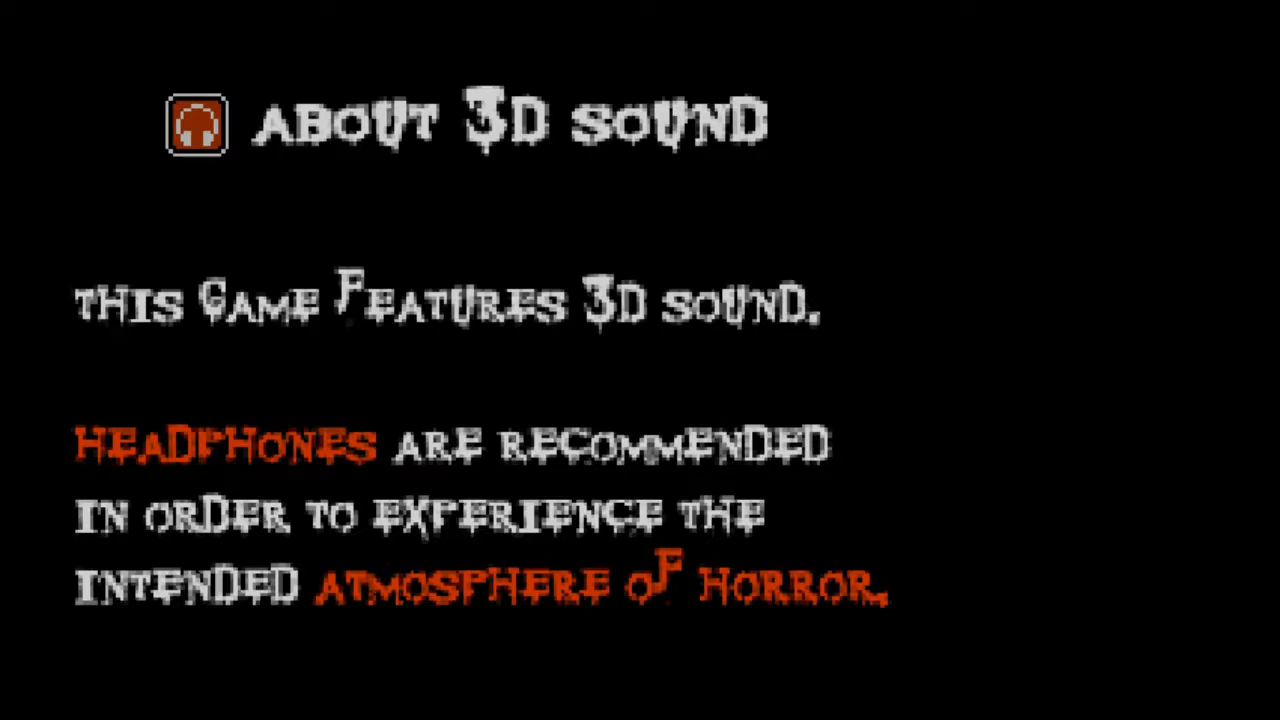 ABOUT 3D SOUND
THIS GAME FEATURES 3D SOUND.
HEADPHONES ARE RECOMMENDED
IN ORDER TO EXPERIENCE THE
INTENDED ATMOSPHERE OF HORROR.